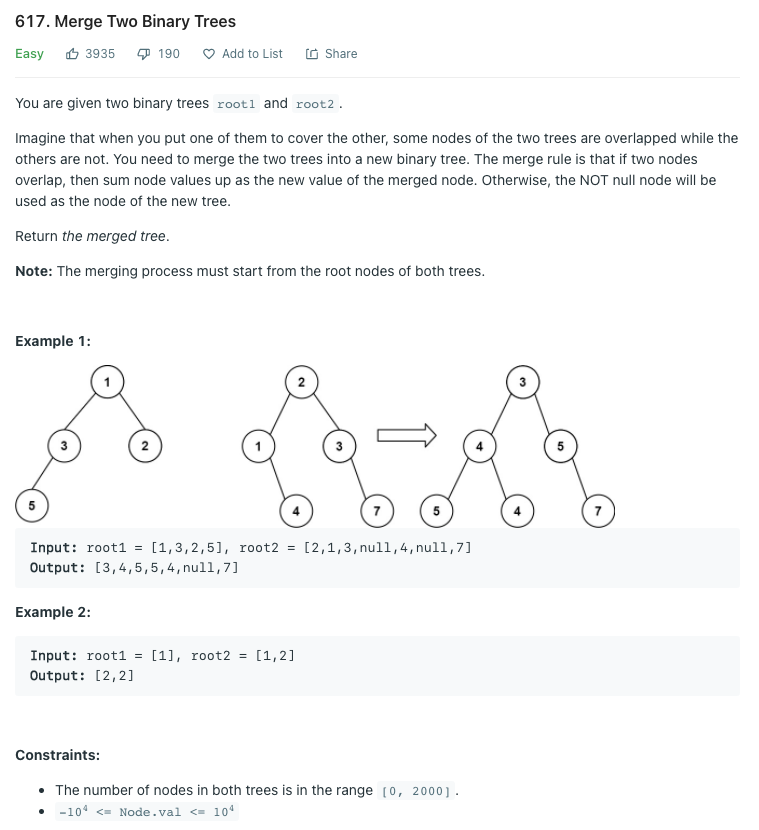 617. Merge Two Binary Trees
Easy 3935 190 Add to List Share
You are given two binary trees root1 and root2.
Imagine that when you put one of them to cover the other, some nodes of the two trees are overlapped while the
others are not. You need to merge the two trees into a new binary tree. The merge rule is that if two nodes
overlap, then sum node values up as the new value of the merged node. Otherwise, the NOT null node will be
used as the node of the new tree.
Return the merged tree.
Note: The merging process must start from the root nodes of both trees.
Example 1:
1 2 3
3 2 1 3 4 5
5 4 7 5 4 7
Input: root1 = [1,3,2,5], root2 = [2,1,3,null,4,null,7]
Output: [3,4,5,5,4,null,7]
Example 2:
Input: root1 = [1], root2 = [1,2]
Output: [2,2]
Constraints:
• The number of nodes in both trees is in the range [0, 2000].
• -10⁴ <= Node.val <= 10⁴